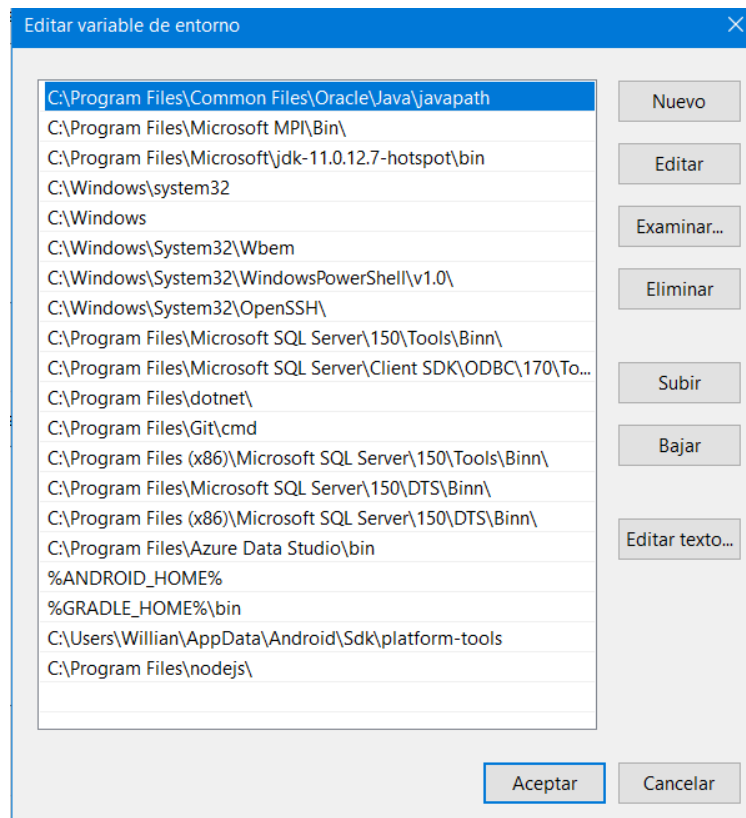 Editar variable de entorno
C:\Program Files\Common Files\Oracle\Java\javapath
C:\Program Files\Microsoft MPI\Bin\
C:\Program Files\Microsoft\jdk-11.0.12.7-hotspot\bin
C:\Windows\system32
C:\Windows
C:\Windows\System32\Wbem
C:\Windows\System32\WindowsPowerShell\v1.0\
C:\Windows\System32\OpenSSH\
C:\Program Files\Microsoft SQL Server\150\Tools\Binn\
C:\Program Files\Microsoft SQL Server\Client SDK\ODBC\170\To...
C:\Program Files\dotnet\
C:\Program Files\Git\cmd
C:\Program Files (x86)\Microsoft SQL Server\150\Tools\Binn\
C:\Program Files\Microsoft SQL Server\150\DTS\Binn\
C:\Program Files (x86)\Microsoft SQL Server\150\DTS\Binn\
C:\Program Files\Azure Data Studio\bin
%ANDROID_HOME%
%GRADLE_HOME%\bin
C:\Users\Willian\AppData\Android\Sdk\platform-tools
C:\Program Files\nodejs\
Nuevo
Editar
Examinar...
Eliminar
Subir
Bajar
Editar texto...
Aceptar
Cancelar